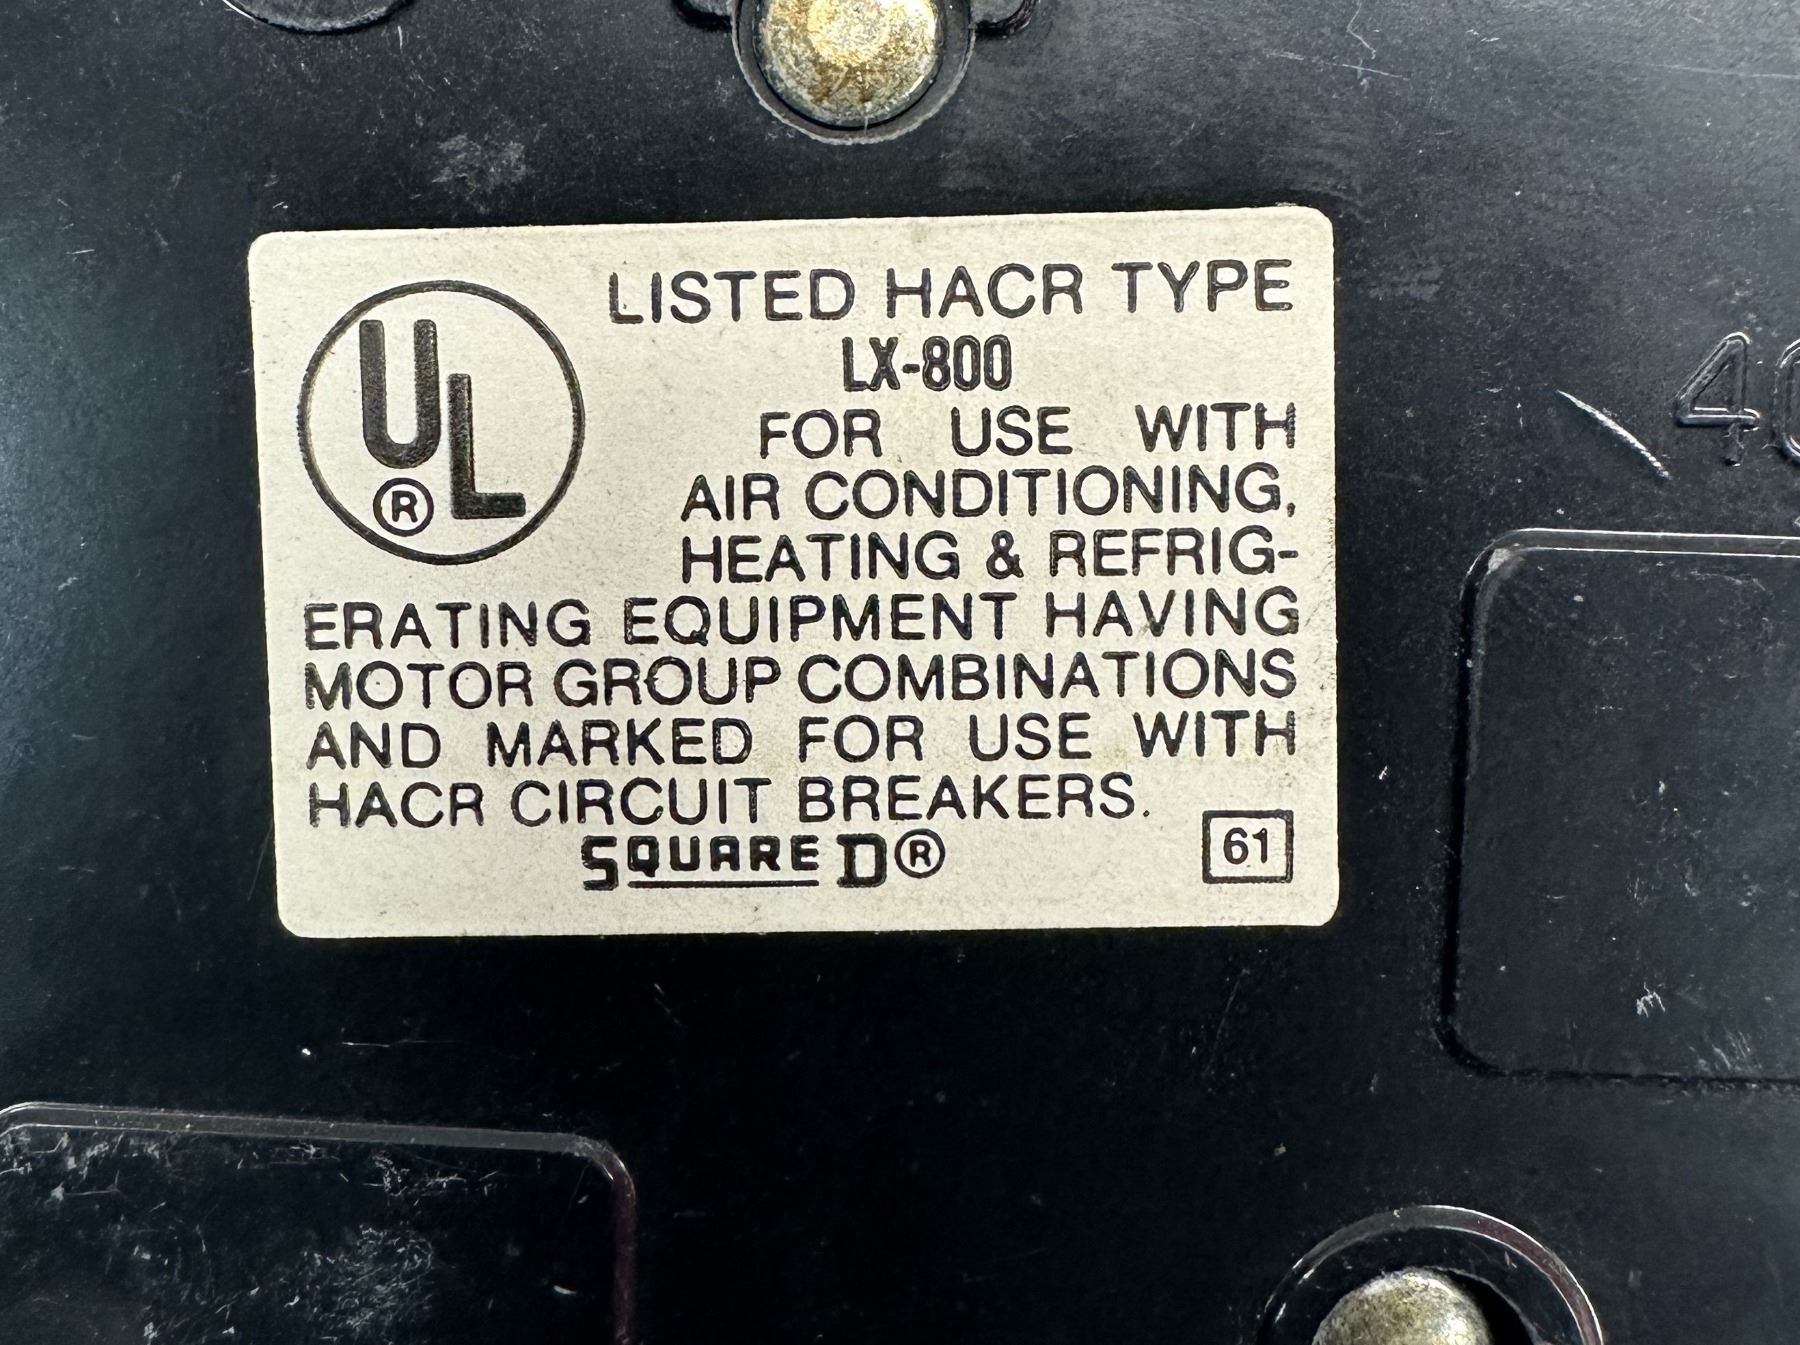 UL®
LISTED HACR TYPE
LX-800
FOR USE WITH
AIR CONDITIONING,
HEATING & REFRIG-
ERATING EQUIPMENT HAVING
MOTOR GROUP COMBINATIONS
AND MARKED FOR USE WITH
HACR CIRCUIT BREAKERS.
SQUARE D®
61